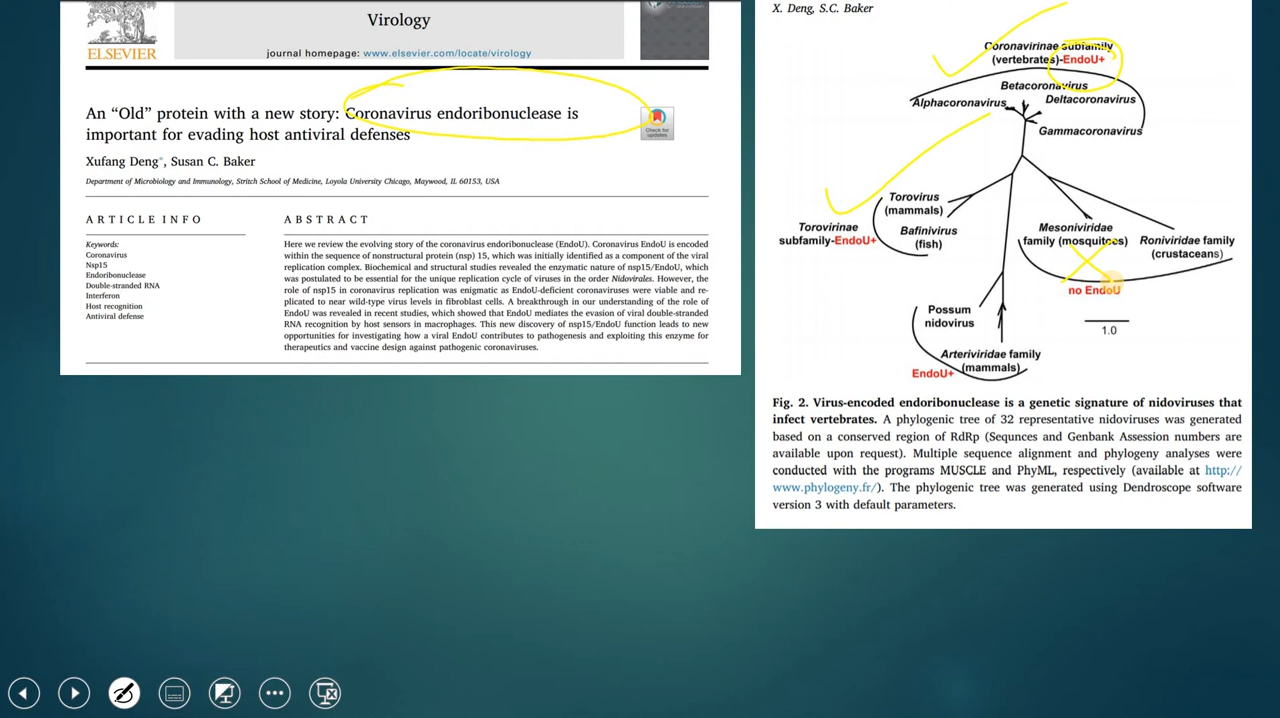 ELSEVIER
Virology
journal homepage: www.elsevier.com/locate/virology
An “Old” protein with a new story: Coronavirus endoribonuclease is
important for evading host antiviral defenses
Check for
updates
Xufang Deng*, Susan C. Baker
Department of Microbiology and Immunology, Stritch School of Medicine, Loyola University Chicago, Maywood, IL 60153, USA
ARTICLE INFO
Keywords:
Coronavirus
Nsp15
Endoribonuclease
Double-stranded RNA
Interferon
Host recognition
Antiviral defense
ABSTRACT
Here we review the evolving story of the coronavirus endoribonuclease (EndoU). Coronavirus EndoU is encoded
within the sequence of nonstructural protein (nsp) 15, which was initially identified as a component of the viral
replication complex. Biochemical and structural studies revealed the enzymatic nature of nsp15/EndoU, which
was postulated to be essential for the unique replication cycle of viruses in the order Nidovirales. However, the
role of nsp15 in coronavirus replication was enigmatic as EndoU-deficient coronaviruses were viable and re-
plicated to near wild-type virus levels in fibroblast cells. A breakthrough in our understanding of the role of
EndoU was revealed in recent studies, which showed that EndoU mediates the evasion of viral double-stranded
RNA recognition by host sensors in macrophages. This new discovery of nsp15/EndoU function leads to new
opportunities for investigating how a viral EndoU contributes to pathogenesis and exploiting this enzyme for
therapeutics and vaccine design against pathogenic coronaviruses.
X. Deng, S.C. Baker
Coronavirinae subfamily
(vertebrates)-EndoU+
Betacoronavirus
Alphacoronavirus
Deltacoronavirus
Gammacoronavirus
Torovirus
(mammals)
Torovirinae
subfamily-EndoU+
Bafinivirus
(fish)
Mesoniviridae
family (mosquitoes)
Roniviridae family
(crustaceans)
no EndoU
Possum
nidovirus
1.0
Arteriviridae family
(mammals)
EndoU+
Fig. 2. Virus-encoded endoribonuclease is a genetic signature of nidoviruses that
infect vertebrates. A phylogenic tree of 32 representative nidoviruses was generated
based on a conserved region of RdRp (Sequnces and Genbank Assession numbers are
available upon request). Multiple sequence alignment and phylogeny analyses were
conducted with the programs MUSCLE and PhyML, respectively (available at http://
www.phylogeny.fr/). The phylogenic tree was generated using Dendroscope software
version 3 with default parameters.